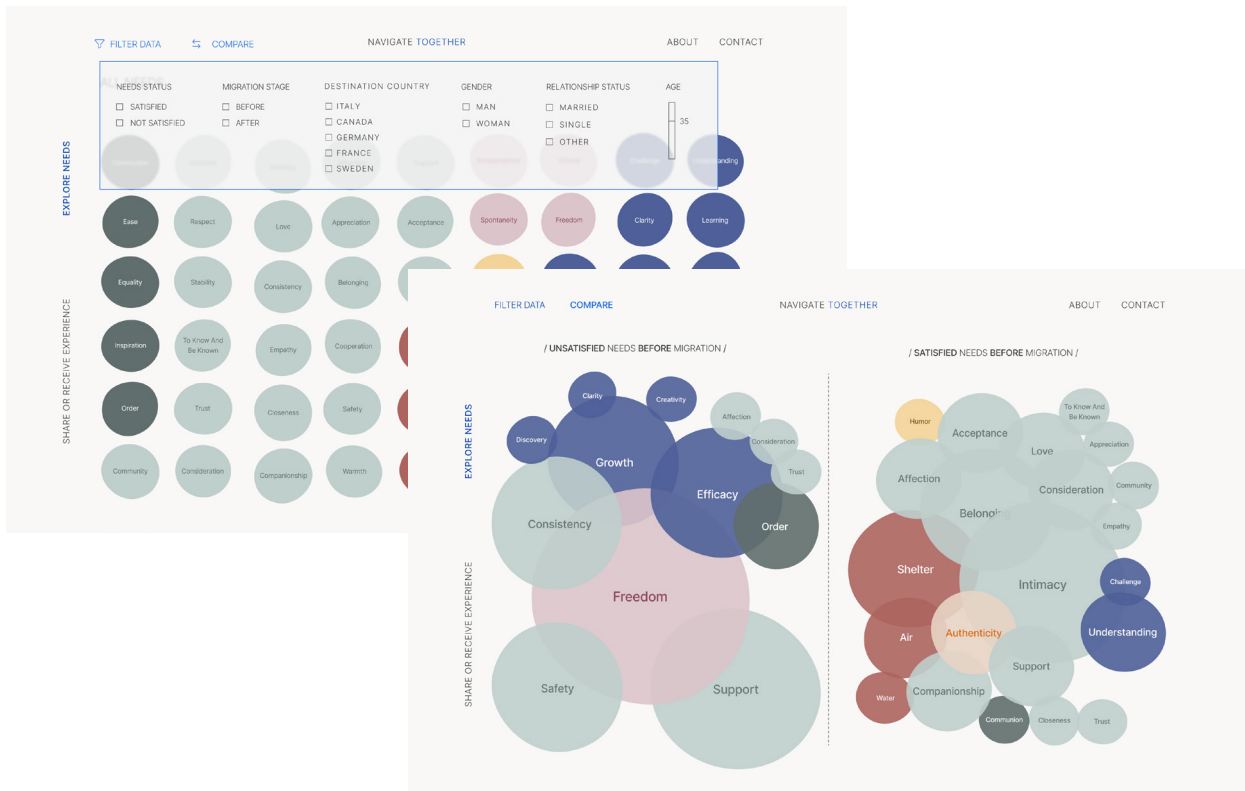 FILTER DATA
COMPARE
NAVIGATE TOGETHER
ABOUT
CONTACT
ALL NEEDS
NEEDS STATUS
SATISFIED
NOT SATISFIED
MIGRATION STAGE
BEFORE
AFTER
DESTINATION COUNTRY
ITALY
CANADA
GERMANY
FRANCE
SWEDEN
GENDER
MAN
WOMAN
RELATIONSHIP STATUS
MARRIED
SINGLE
OTHER
AGE
35
EXPLORE NEEDS
SHARE OR RECEIVE EXPERIENCE
Challenge
Understanding
Ease
Respect
Love
Appreciation
Acceptance
Spontaneity
Freedom
Clarity
Learning
Equality
Stability
Consistency
Belonging
Inspiration
To Know And
Be Known
Empathy
Cooperation
Order
Trust
Closeness
Safety
Community
Consideration
Companionship
Warmth
FILTER DATA
COMPARE
NAVIGATE TOGETHER
ABOUT
CONTACT
EXPLORE NEEDS
SHARE OR RECEIVE EXPERIENCE
/ UNSATISFIED NEEDS BEFORE MIGRATION /
Clarity
Creativity
Affection
Discovery
Consideration
Growth
Trust
Efficacy
Consistency
Order
Freedom
Safety
Support
/ SATISFIED NEEDS BEFORE MIGRATION /
Humor
Acceptance
To Know And
Be Known
Love
Appreciation
Affection
Consideration
Community
Belonging
Empathy
Shelter
Intimacy
Challenge
Air
Authenticity
Understanding
Support
Water
Companionship
Communion
Closeness
Trust